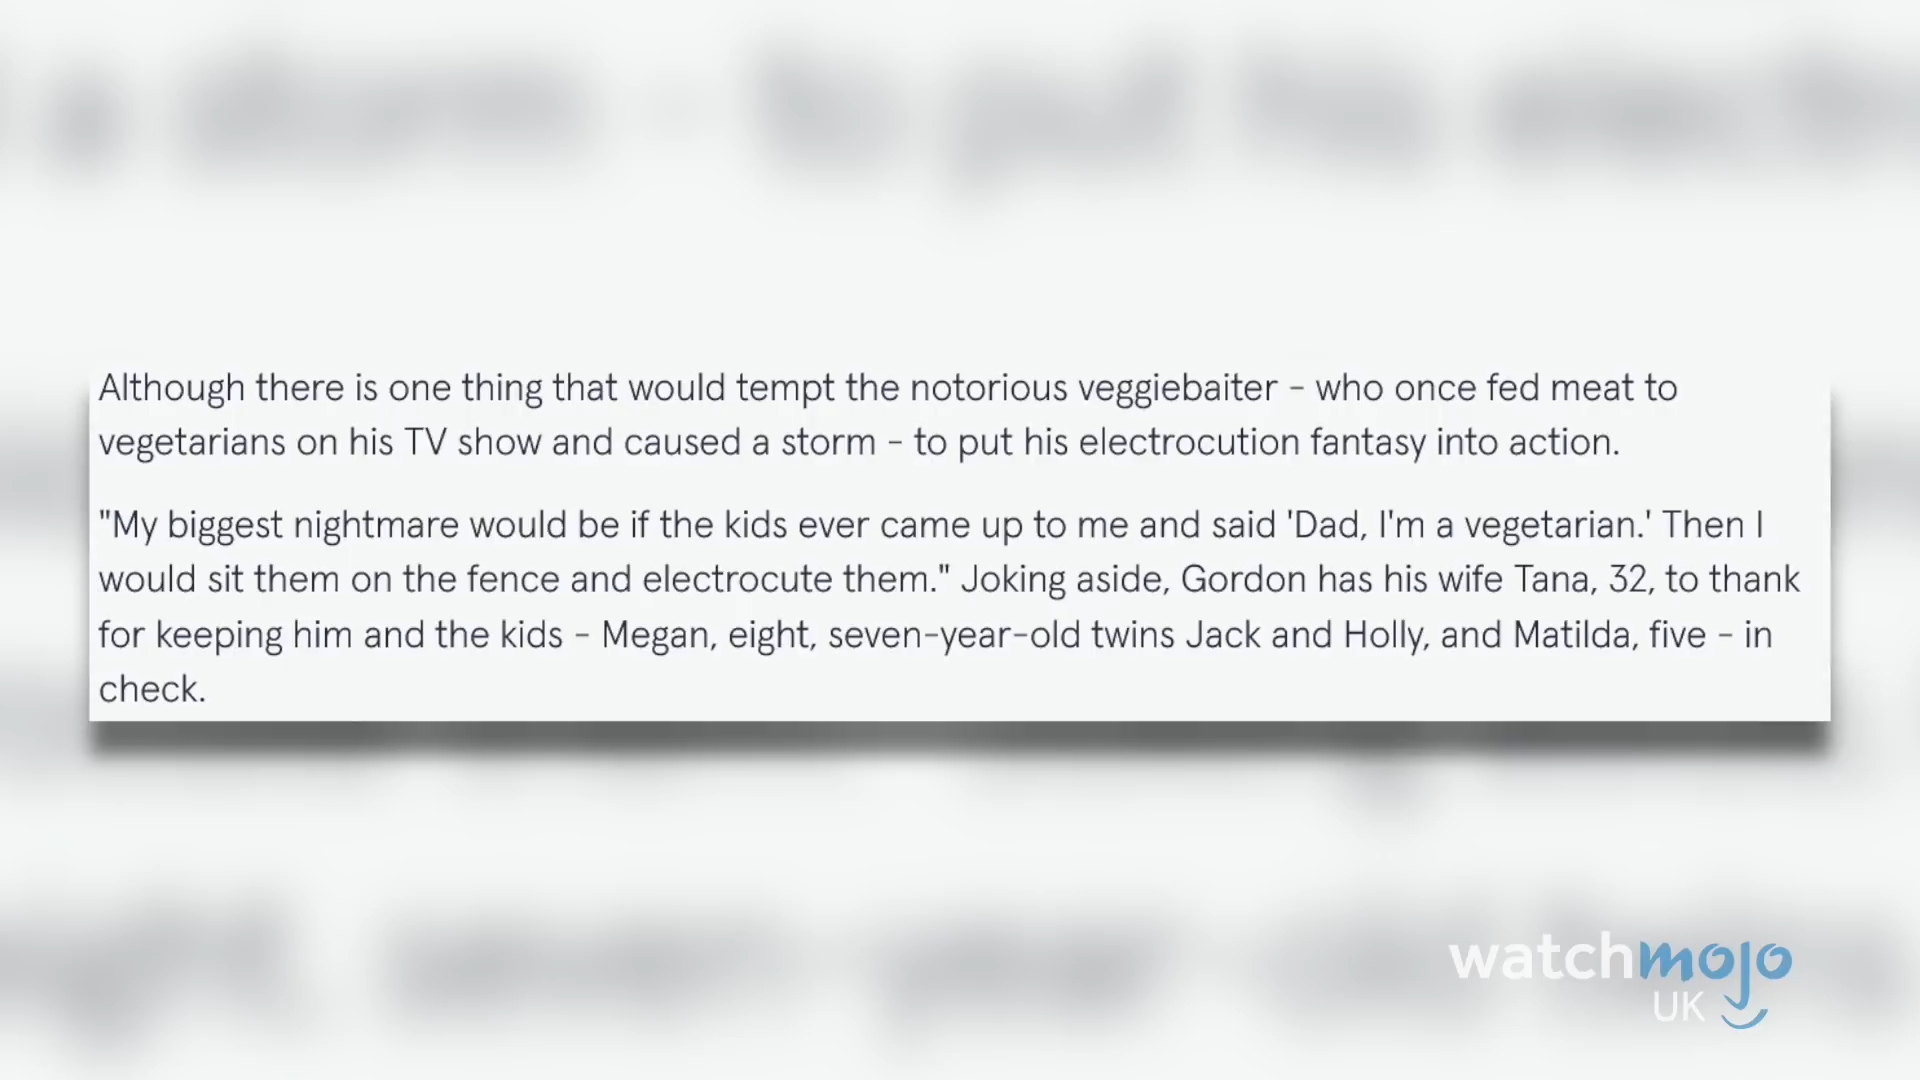 Although there is one thing that would tempt the notorious veggiebaiter - who once fed meat to
vegetarians on his TV show and caused a storm - to put his electrocution fantasy into action.
"My biggest nightmare would be if the kids ever came up to me and said 'Dad, I'm a vegetarian.' Then I
would sit them on the fence and electrocute them." Joking aside, Gordon has his wife Tana, 32, to thank
for keeping him and the kids - Megan, eight, seven-year-old twins Jack and Holly, and Matilda, five - in
check.
watchmojo
UK